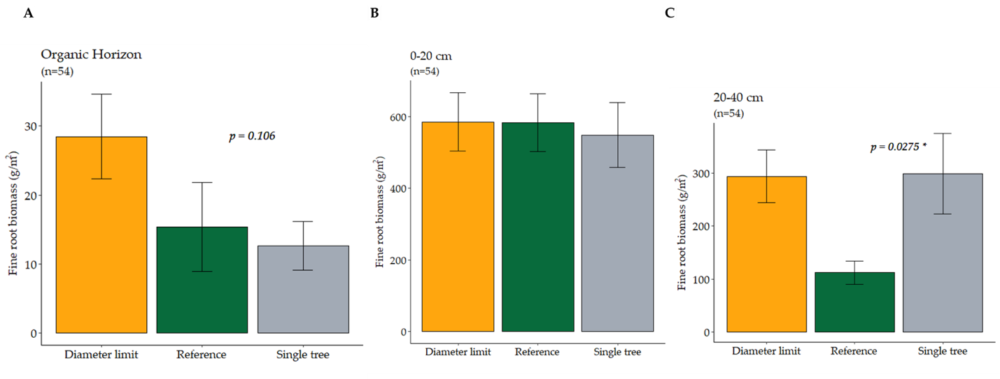 A
Organic Horizon
(n=54)
Fine root biomass (g/m²)
30
20
10
0
p = 0.106
Diameter limit
Reference
Single tree
B
0-20 cm
(n=54)
Fine root biomass (g/m²)
600
400
200
0
Diameter limit
Reference
Single tree
C
20-40 cm
(n=54)
Fine root biomass (g/m²)
300
200
100
0
p = 0.0275 *
Diameter limit
Reference
Single tree